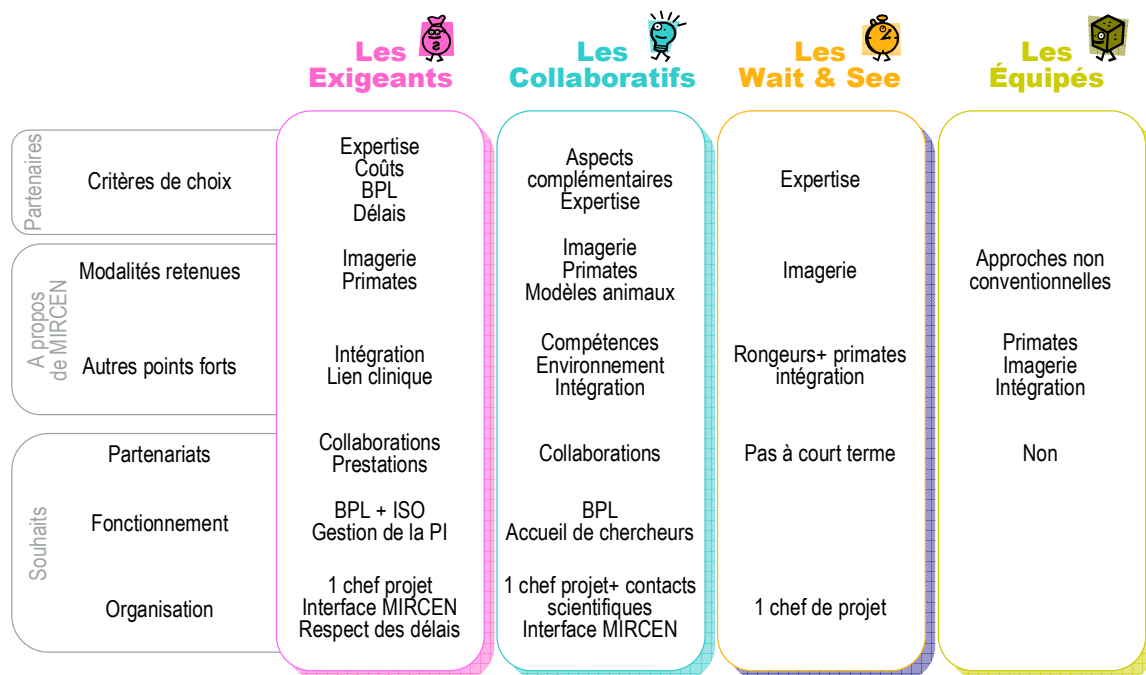 Les
Exigeants
Les
Collaboratifs
Les
Wait & See
Les
Équipés
Partenaires
Critères de choix
Expertise
Coûts
BPL
Délais
Aspects
complémentaires
Expertise
Expertise
A propos
de MIRCEN
Modalités retenues
Imagerie
Primates
Imagerie
Primates
Modèles animaux
Imagerie
Approches non
conventionnelles
Autres points forts
Intégration
Lien clinique
Compétences
Environnement
Intégration
Rongeurs+ primates
intégration
Primates
Imagerie
Intégration
Souhaits
Partenariats
Collaborations
Prestations
Collaborations
Pas à court terme
Non
Fonctionnement
BPL + ISO
Gestion de la PI
BPL
Accueil de chercheurs
Organisation
1 chef projet
Interface MIRCEN
Respect des délais
1 chef projet+ contacts
scientifiques
Interface MIRCEN
1 chef de projet